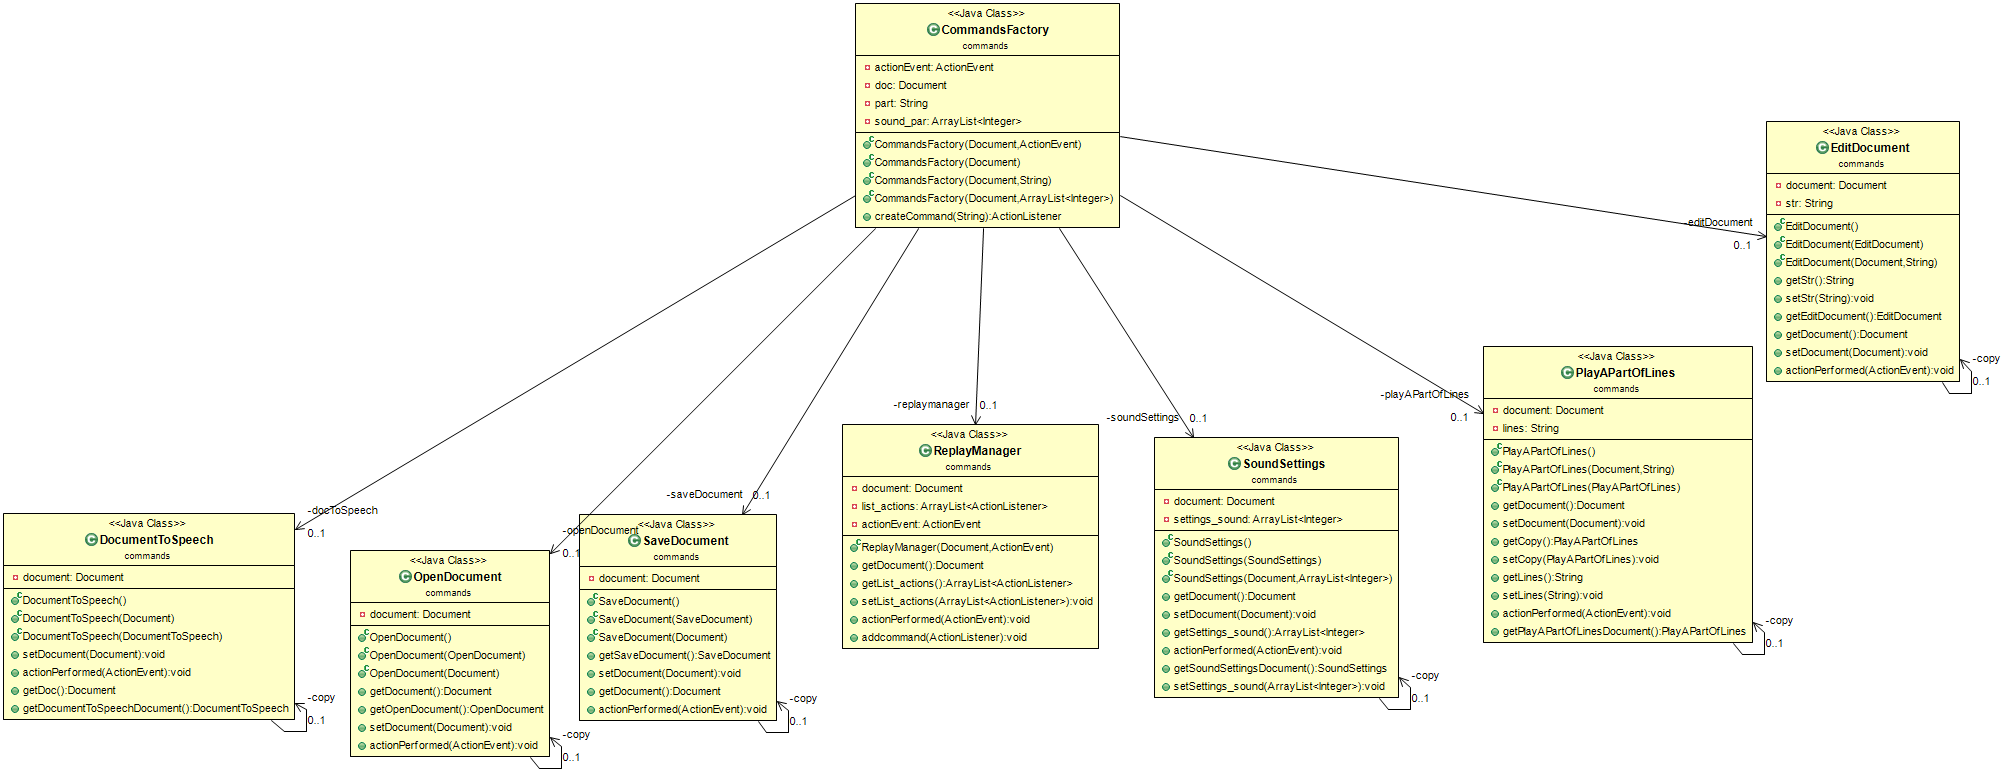 <<Java Class>>
CommandsFactory
commands
actionEvent: ActionEvent
doc: Document
part: String
sound_par: ArrayList<Integer>
CommandsFactory(Document,ActionEvent)
CommandsFactory(Document)
CommandsFactory(Document,String)
CommandsFactory(Document,ArrayList<Integer>)
createCommand(String):ActionListener
-editDocument
0..1
<<Java Class>>
EditDocument
commands
document: Document
str: String
EditDocument()
EditDocument(EditDocument)
EditDocument(Document,String)
getStr():String
setStr(String):void
getEditDocument():EditDocument
getDocument():Document
setDocument(Document):void
actionPerformed(ActionEvent):void
-copy
0..1
-playAPartOfLines
0..1
<<Java Class>>
PlayAPartOfLines
commands
document: Document
lines: String
PlayAPartOfLines()
PlayAPartOfLines(Document,String)
PlayAPartOfLines(PlayAPartOfLines)
getDocument():Document
setDocument(Document):void
getCopy():PlayAPartOfLines
setCopy(PlayAPartOfLines):void
getLines():String
setLines(String):void
actionPerformed(ActionEvent):void
getPlayAPartOfLinesDocument():PlayAPartOfLines
-copy
0..1
-soundSettings
0..1
<<Java Class>>
SoundSettings
commands
document: Document
settings_sound: ArrayList<Integer>
SoundSettings()
SoundSettings(SoundSettings)
SoundSettings(Document,ArrayList<Integer>)
getDocument():Document
setDocument(Document):void
getSettings_sound():ArrayList<Integer>
actionPerformed(ActionEvent):void
getSoundSettingsDocument():SoundSettings
setSettings_sound(ArrayList<Integer>):void
-copy
0..1
-replaymanager
0..1
<<Java Class>>
ReplayManager
commands
document: Document
list_actions: ArrayList<ActionListener>
actionEvent: ActionEvent
ReplayManager(Document,ActionEvent)
getDocument():Document
getList_actions():ArrayList<ActionListener>
setList_actions(ArrayList<ActionListener>):void
actionPerformed(ActionEvent):void
addcommand(ActionListener):void
-saveDocument
0..1
<<Java Class>>
SaveDocument
commands
document: Document
SaveDocument()
SaveDocument(SaveDocument)
SaveDocument(Document)
getSaveDocument():SaveDocument
setDocument(Document):void
getDocument():Document
actionPerformed(ActionEvent):void
-copy
0..1
-openDocument
0..1
<<Java Class>>
OpenDocument
commands
document: Document
OpenDocument()
OpenDocument(OpenDocument)
OpenDocument(Document)
getDocument():Document
getOpenDocument():OpenDocument
setDocument(Document):void
actionPerformed(ActionEvent):void
-copy
0..1
-docToSpeech
0..1
<<Java Class>>
DocumentToSpeech
commands
document: Document
DocumentToSpeech()
DocumentToSpeech(Document)
DocumentToSpeech(DocumentToSpeech)
setDocument(Document):void
actionPerformed(ActionEvent):void
getDoc():Document
getDocumentToSpeechDocument():DocumentToSpeech
-copy
0..1